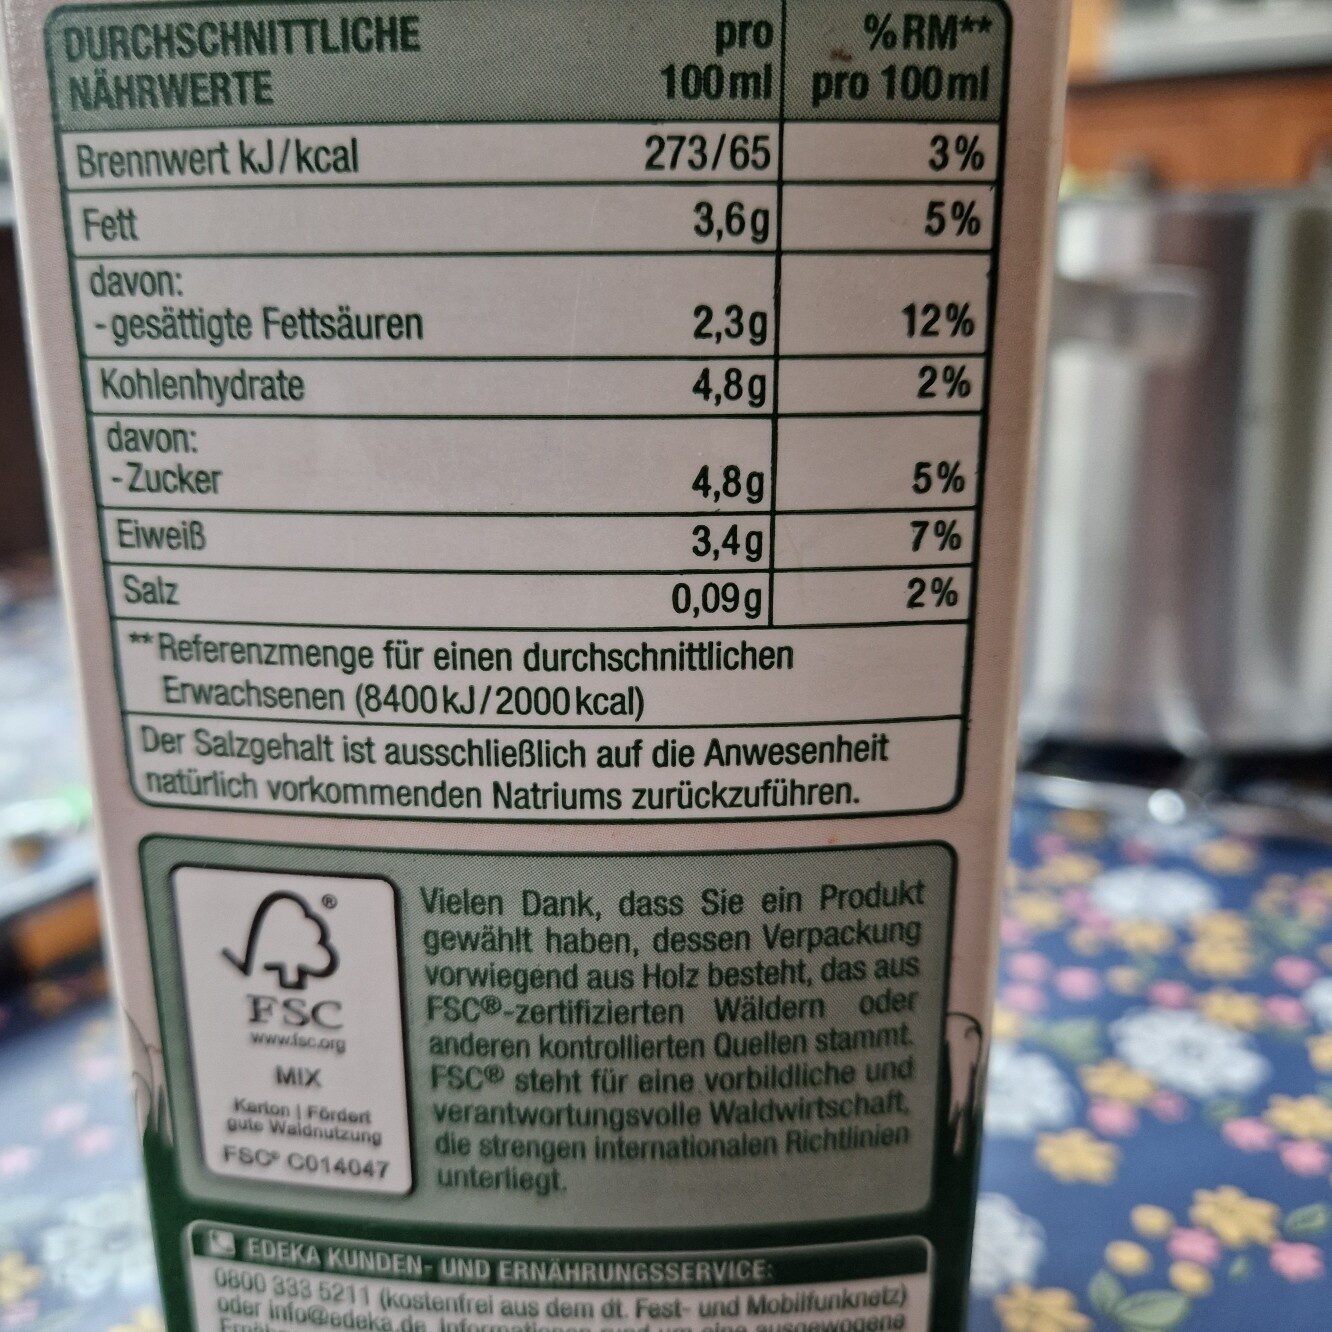 DURCHSCHNITTLICHE NÄHRWERTE pro 100ml %RM** pro 100ml
Brennwert kJ/kcal 273/65 3%
Fett 3,6g 5%
davon:
-gesättigte Fettsäuren 2,3g 12%
Kohlenhydrate 4,8g 2%
davon:
-Zucker 4,8g 5%
Eiweiß 3,4g 7%
Salz 0,09g 2%
**Referenzmenge für einen durchschnittlichen
Erwachsenen (8400kJ/2000kcal)
Der Salzgehalt ist ausschließlich auf die Anwesenheit
natürlich vorkommenden Natriums zurückzuführen.
®
FSC
www.fsc.org
MIX
Karton | Fördert
gute Waldnutzung
FSC® C014047
Vielen Dank, dass Sie ein Produkt
gewählt haben, dessen Verpackung
vorwiegend aus Holz besteht, das aus
FSC®-zertifizierten Wäldern oder
anderen kontrollierten Quellen stammt.
FSC® steht für eine vorbildliche und
verantwortungsvolle Waldwirtschaft,
die strengen internationalen Richtlinien
unterliegt.
EDEKA KUNDEN- UND ERNÄHRUNGSSERVICE:
0800 333 5211 (kostenfrei aus dem dt. Fest- und Mobilfunknetz)
oder info@edeka.de. Informationen rund um eine ausgewogene